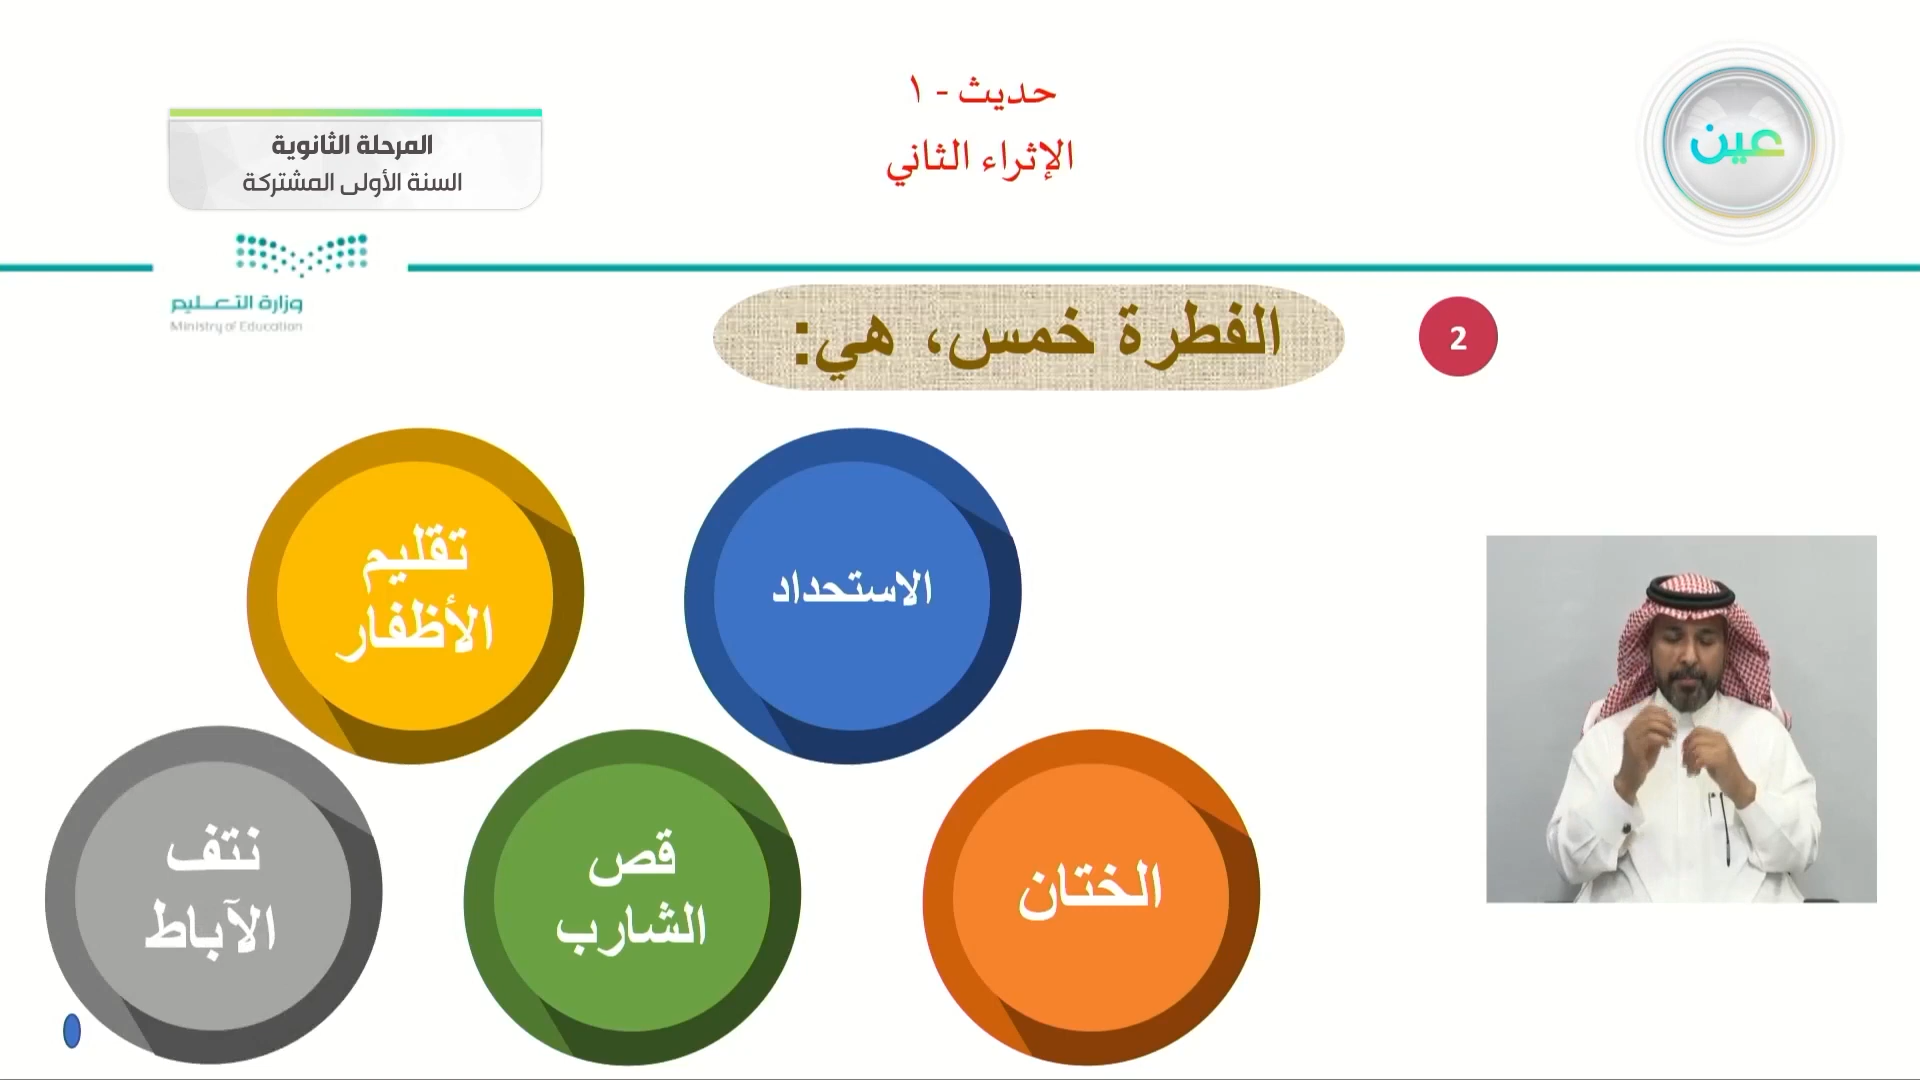 حديث - ١
الإثراء الثاني
عين
المرحلة الثانوية
السنة الأولى المشتركة
وزارة التعليم
Ministry of Education
2
الفطرة خمس، هي:
الاستحداد
تقليم
الأظفار
الختان
قص
الشارب
نتف
الآباط